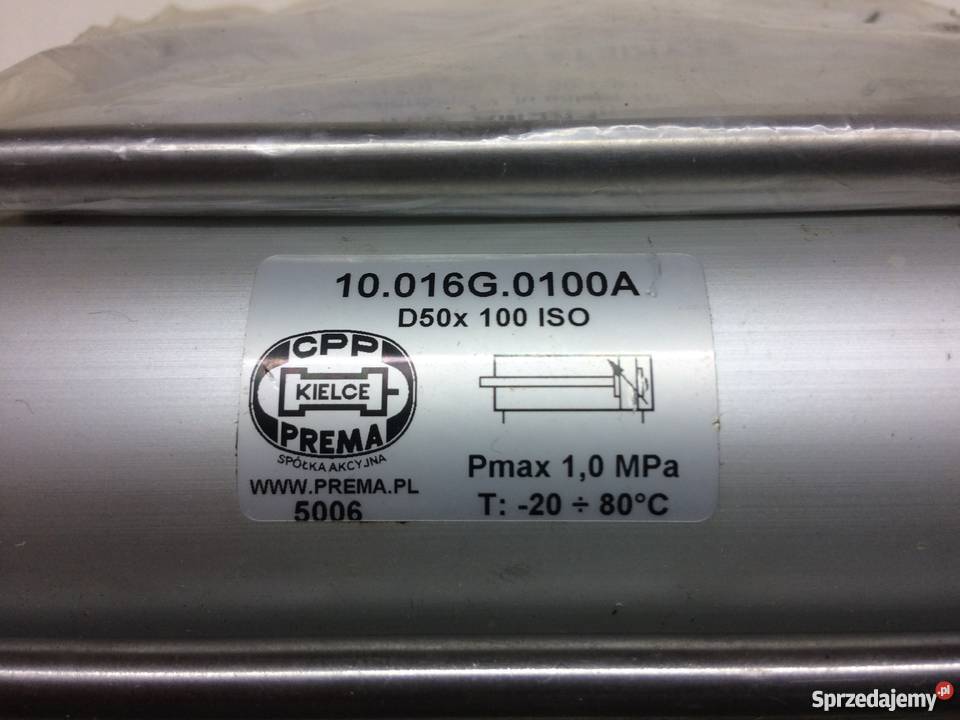 10.016G.0100A
D50x 100 ISO
CPP
KIELCE
PREMA
SPÓŁKA AKCYJNA
WWW.PREMA.PL
5006
Pmax 1,0 MPa
T: -20 ÷ 80°C
Sprzedajemy.pl